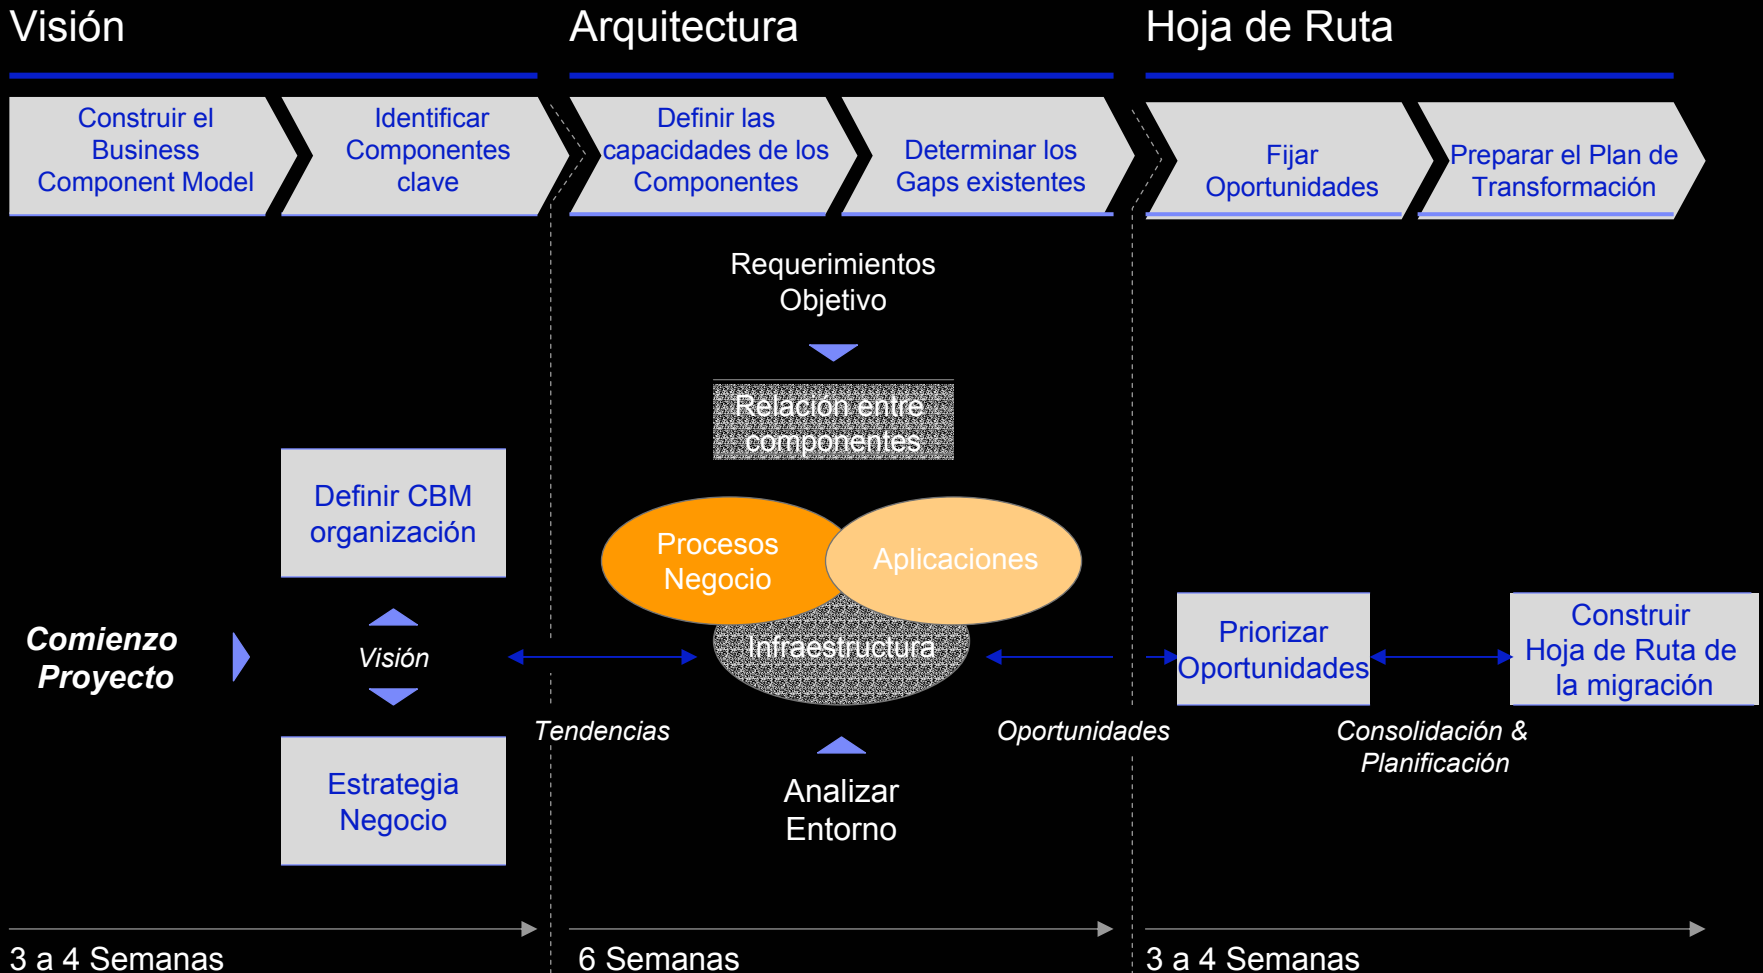 Visión
Arquitectura
Hoja de Ruta
Construir el
Business
Component Model
Identificar
Componentes
clave
Definir las
capacidades de los
Componentes
Determinar los
Gaps existentes
Fijar
Oportunidades
Preparar el Plan de
Transformación
Requerimientos
Objetivo
Relación entre
componentes
Definir CBM
organización
Procesos
Negocio
Aplicaciones
Infraestructura
Comienzo
Proyecto
Visión
Priorizar
Oportunidades
Construir
Hoja de Ruta de
la migración
Tendencias
Oportunidades
Consolidación &
Planificación
Estrategia
Negocio
Analizar
Entorno
3 a 4 Semanas
6 Semanas
3 a 4 Semanas